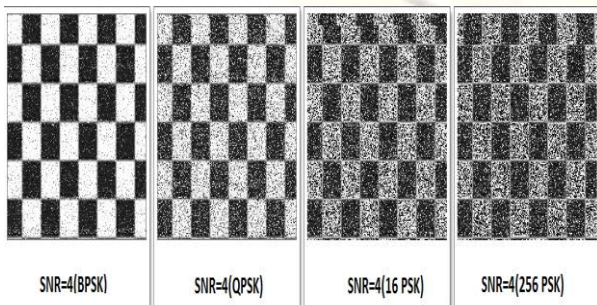 SNR=4(BPSK)
SNR=4(QPSK)
SNR=4(16 PSK)
SNR=4(256 PSK)